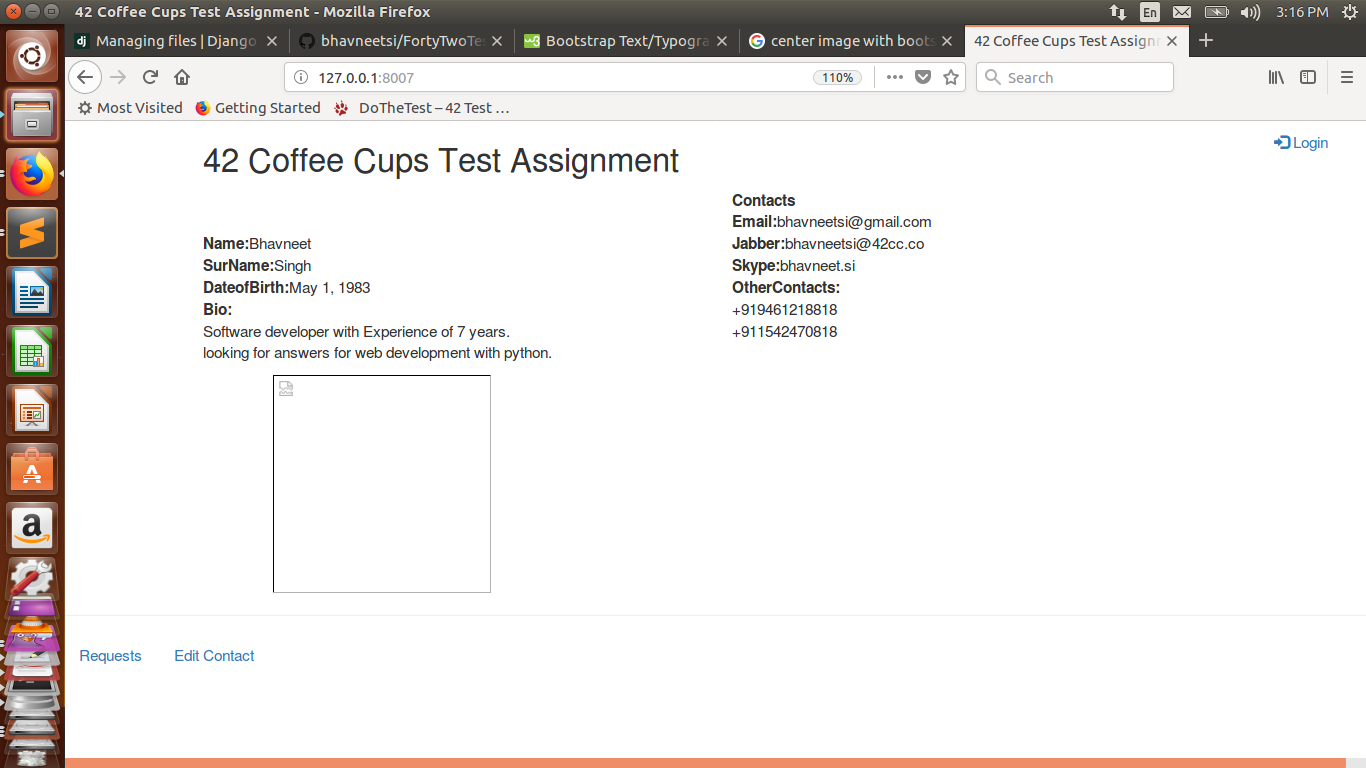 42 Coffee Cups Test Assignment - Mozilla Firefox
En
3:16 PM
Managing files | Django
bhavneetsi/FortyTwoTe
Bootstrap Text/Typogra
center image with boots
42 Coffee Cups Test Assign
127.0.0.1:8007
110%
Search
Most Visited
Getting Started
DoTheTest – 42 Test …
Login
42 Coffee Cups Test Assignment
Name:Bhavneet
SurName:Singh
DateofBirth:May 1, 1983
Bio:
Software developer with Experience of 7 years.
looking for answers for web development with python.
Contacts
Email:bhavneetsi@gmail.com
Jabber:bhavneetsi@42cc.co
Skype:bhavneet.si
OtherContacts:
+919461218818
+911542470818
Requests
Edit Contact